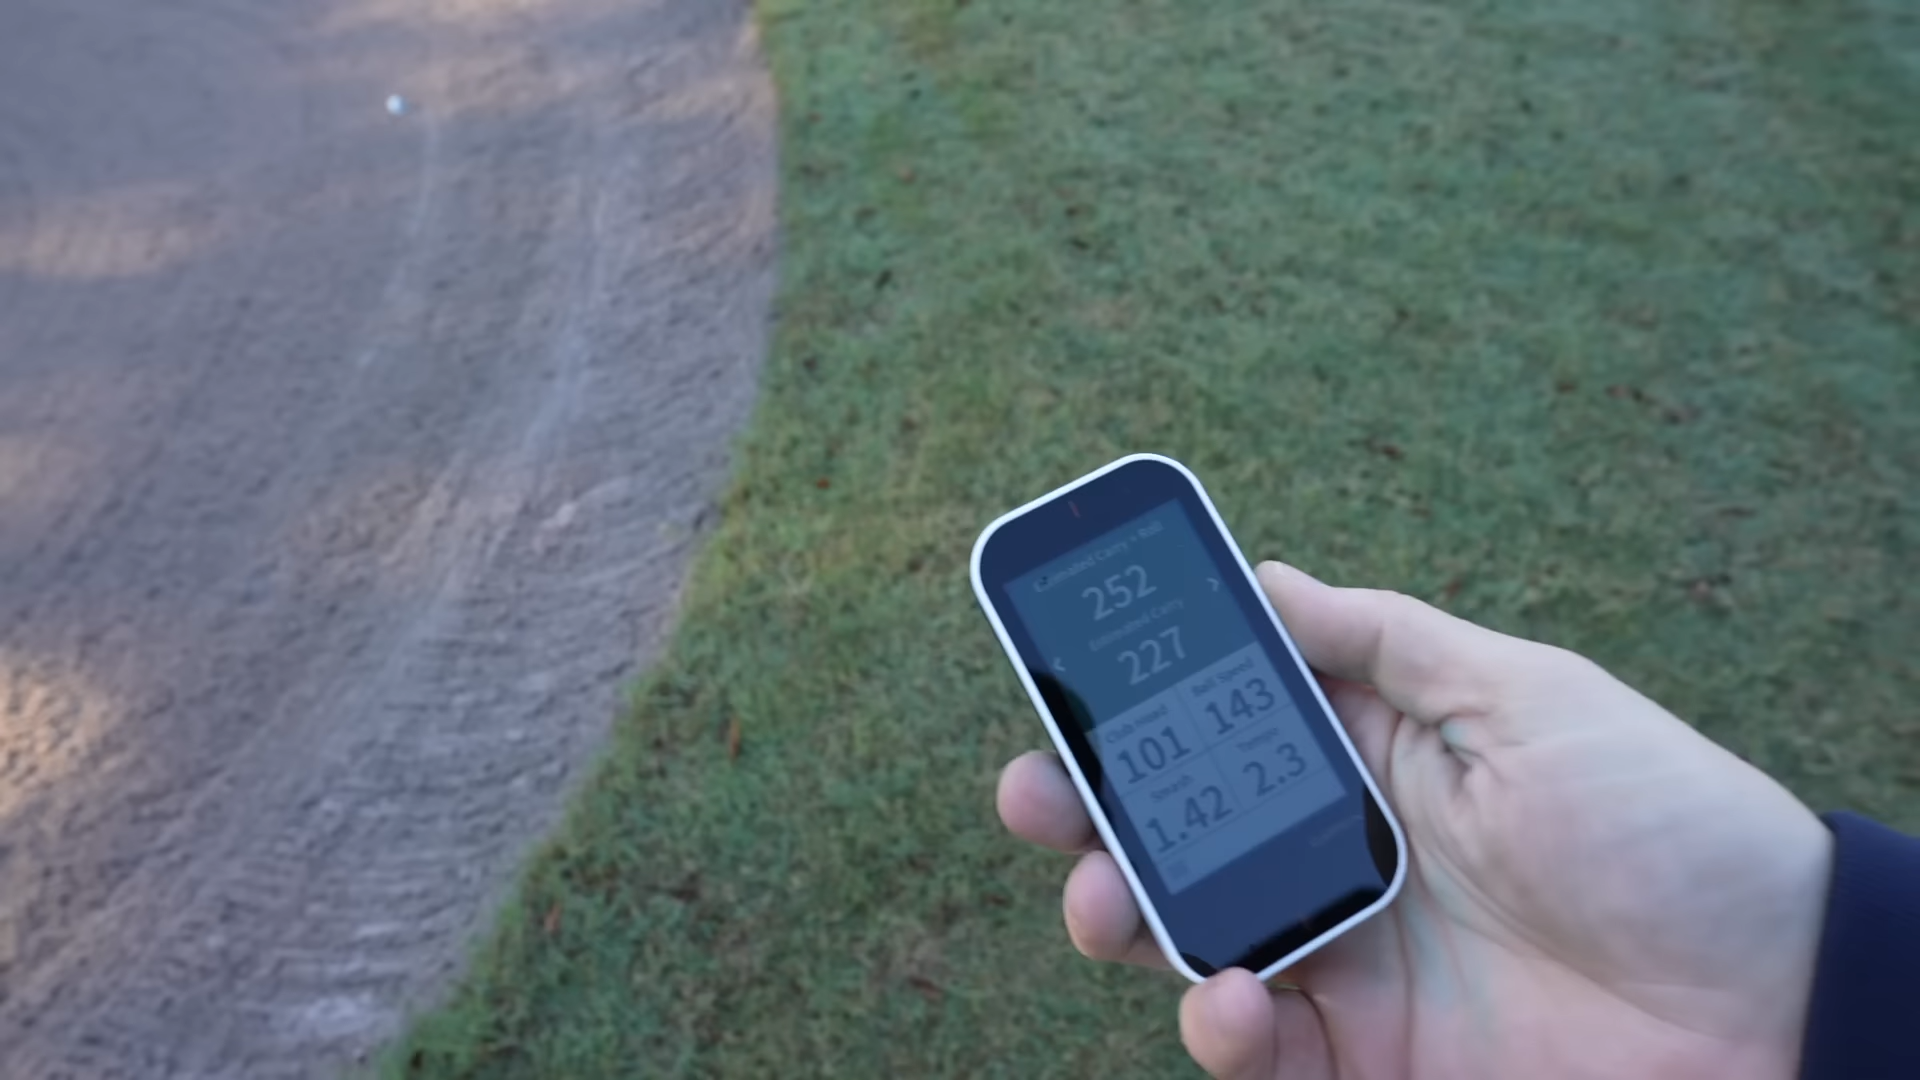 Estimated Carry + Roll
252
Estimated Carry
227
Club Speed Ball Speed
101 143
Smash Tempo
1.42 2.3